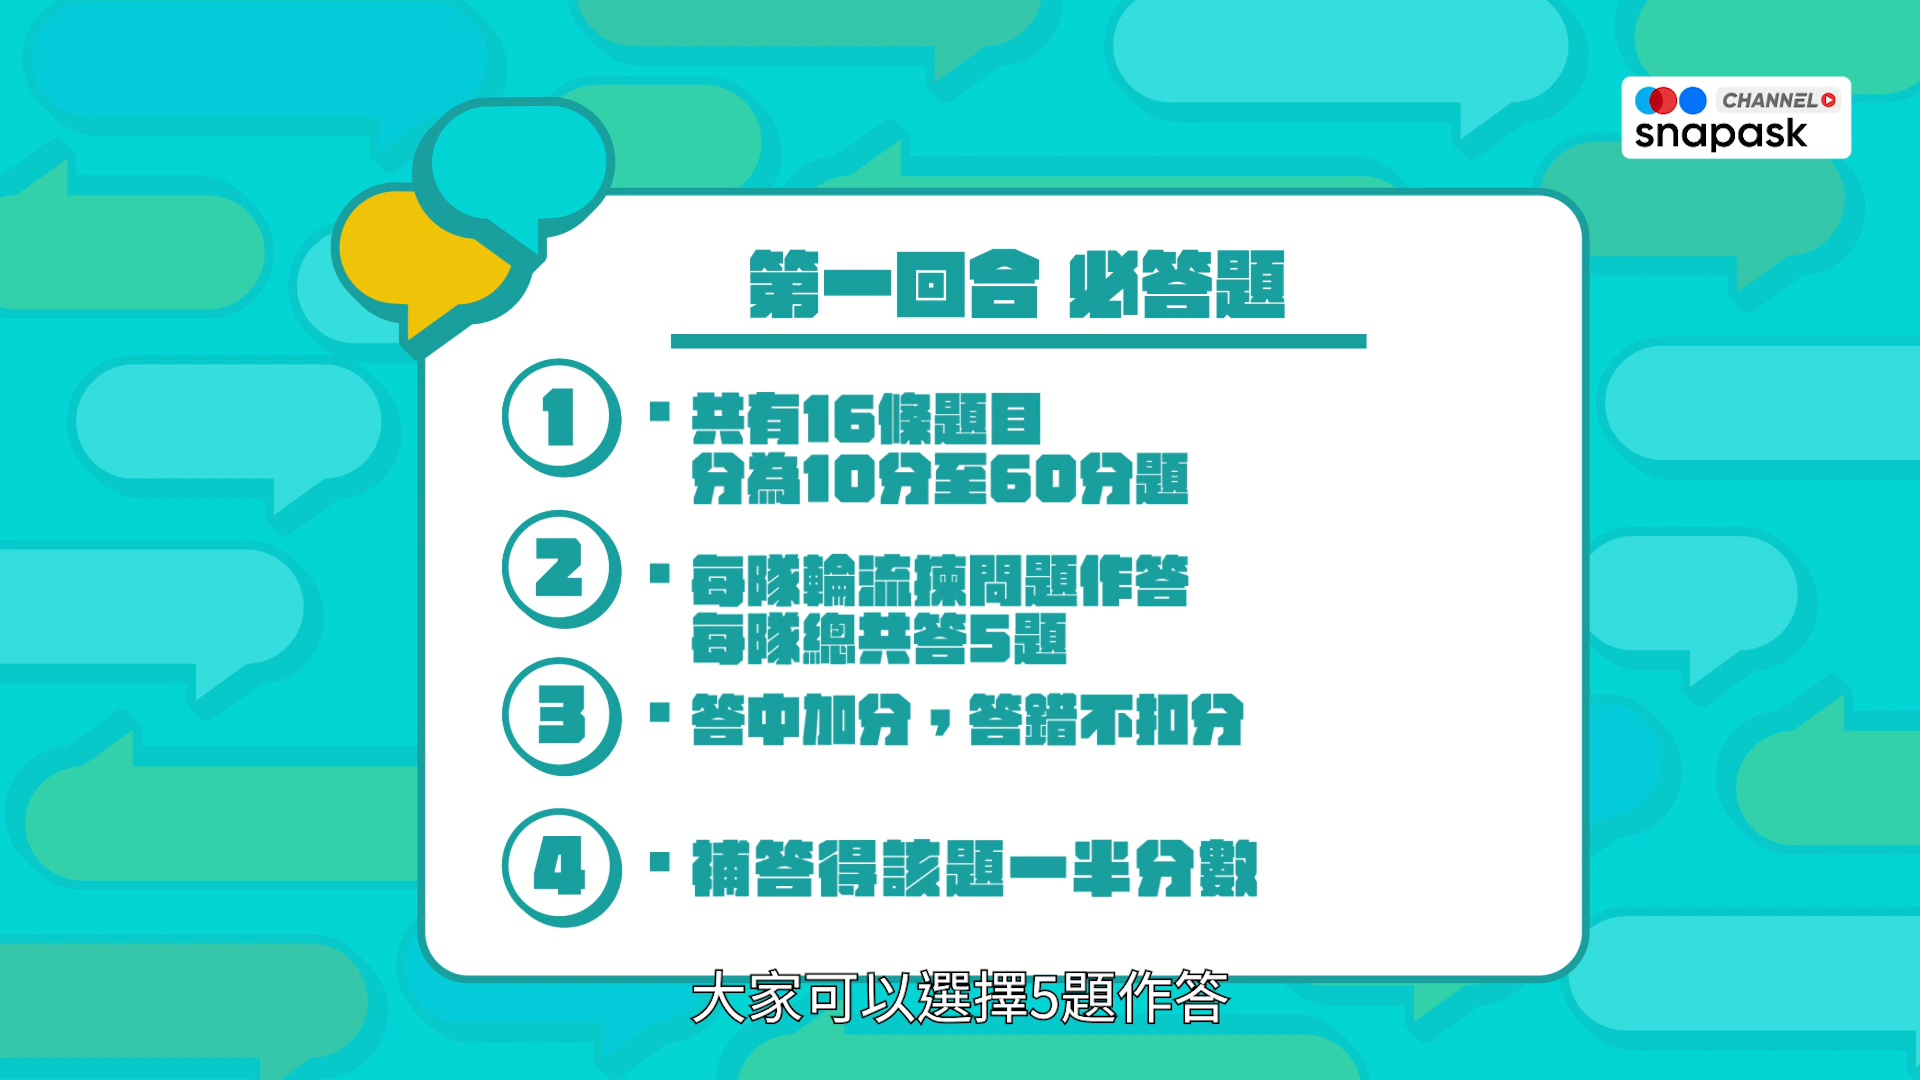 CHANNEL
snapask
第一回合 必答題
1
共有16條題目
分為10分至60分題
2
每隊輪流揀問題作答
每隊總共答5題
3
答中加分，答錯不扣分
4
補答得該題一半分數
大家可以選擇5題作答